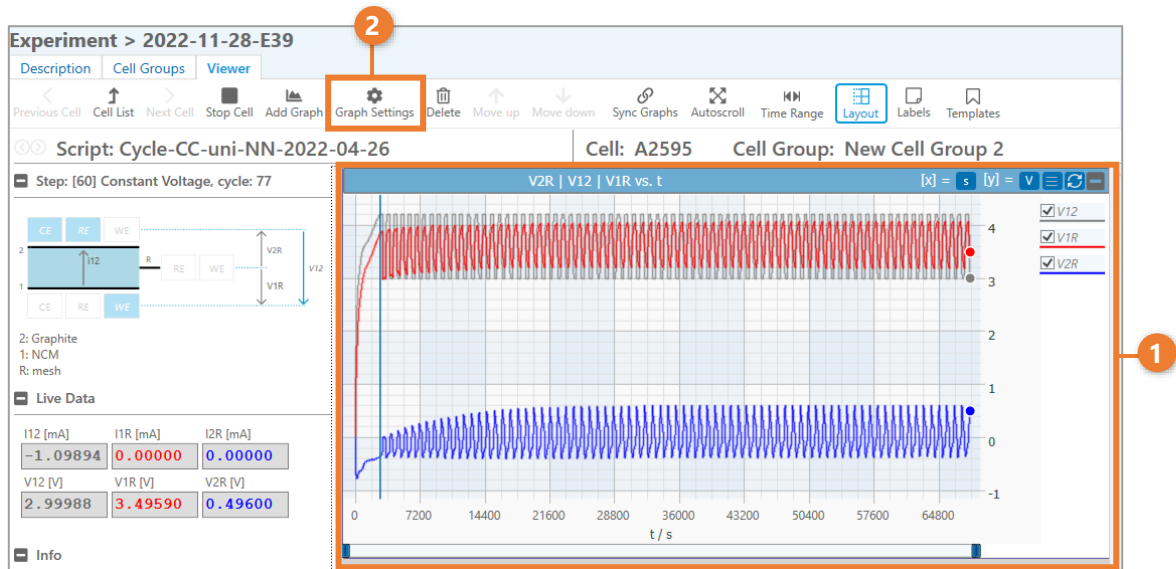 2
Experiment > 2022-11-28-E39
Description Cell Groups Viewer
Previous Cell Cell List Next Cell Stop Cell Add Graph Graph Settings Delete Move up Move down Sync Graphs Autoscroll Time Range Layout Labels Templates
Script: Cycle-CC-uni-NN-2022-04-26
Cell: A2595 Cell Group: New Cell Group 2
Step: [60] Constant Voltage, cycle: 77
CE RE WE
2 i12 R RE WE V2R V12
1 V1R
CE RE WE
2: Graphite
1: NCM
R: mesh
Live Data
I12 [mA] I1R [mA] I2R [mA]
-1.09894 0.00000 0.00000
V12 [V] V1R [V] V2R [V]
2.99988 3.49590 0.49600
Info
V2R | V12 | V1R vs. t [x] = s [y] = V
V12
V1R
V2R
4
3
2
1
0
-1
0 7200 14400 21600 28800 36000 43200 50400 57600 64800
t / s
1